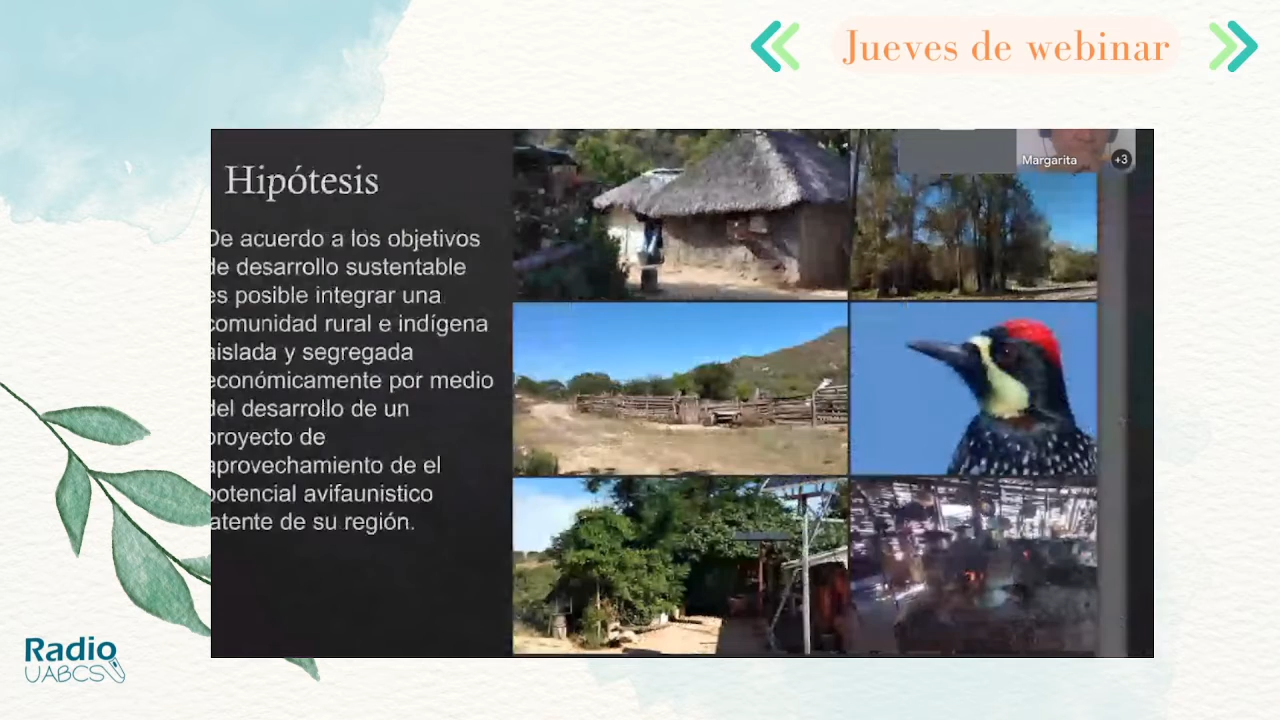 Jueves de webinar
Margarita
+3
Hipótesis
De acuerdo a los objetivos
de desarrollo sustentable
es posible integrar una
comunidad rural e indígena
aislada y segregada
económicamente por medio
del desarrollo de un
proyecto de
aprovechamiento de el
potencial avifaunistico
atente de su región.
Radio
UABCS